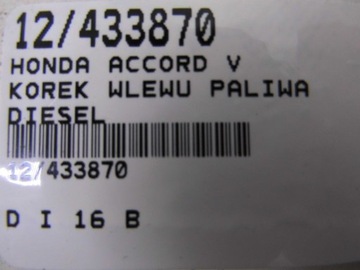 12/433870
HONDA ACCORD V
KOREK WLEWU PALIWA
DIESEL
12/433870
D I 16 B